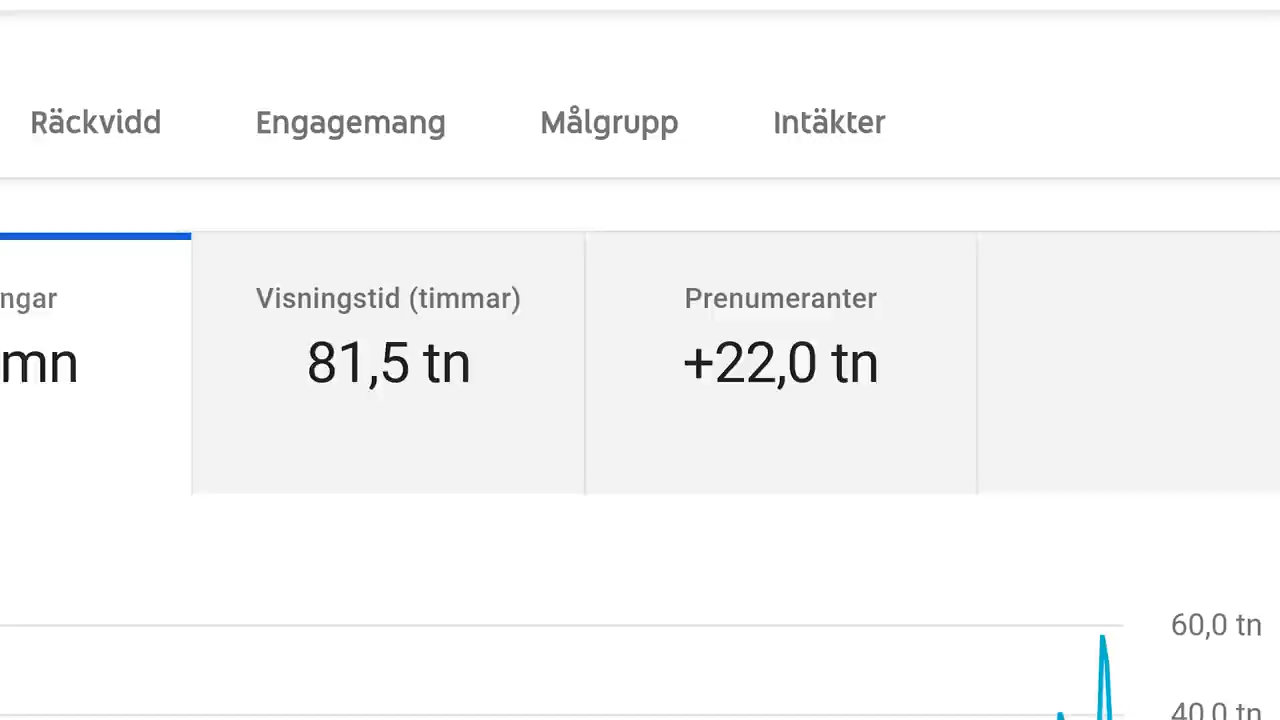 Räckvidd Engagemang Målgrupp Intäkter
ngar Visningstid (timmar) Prenumeranter
mn 81,5 tn +22,0 tn
60,0 tn
40,0 tn